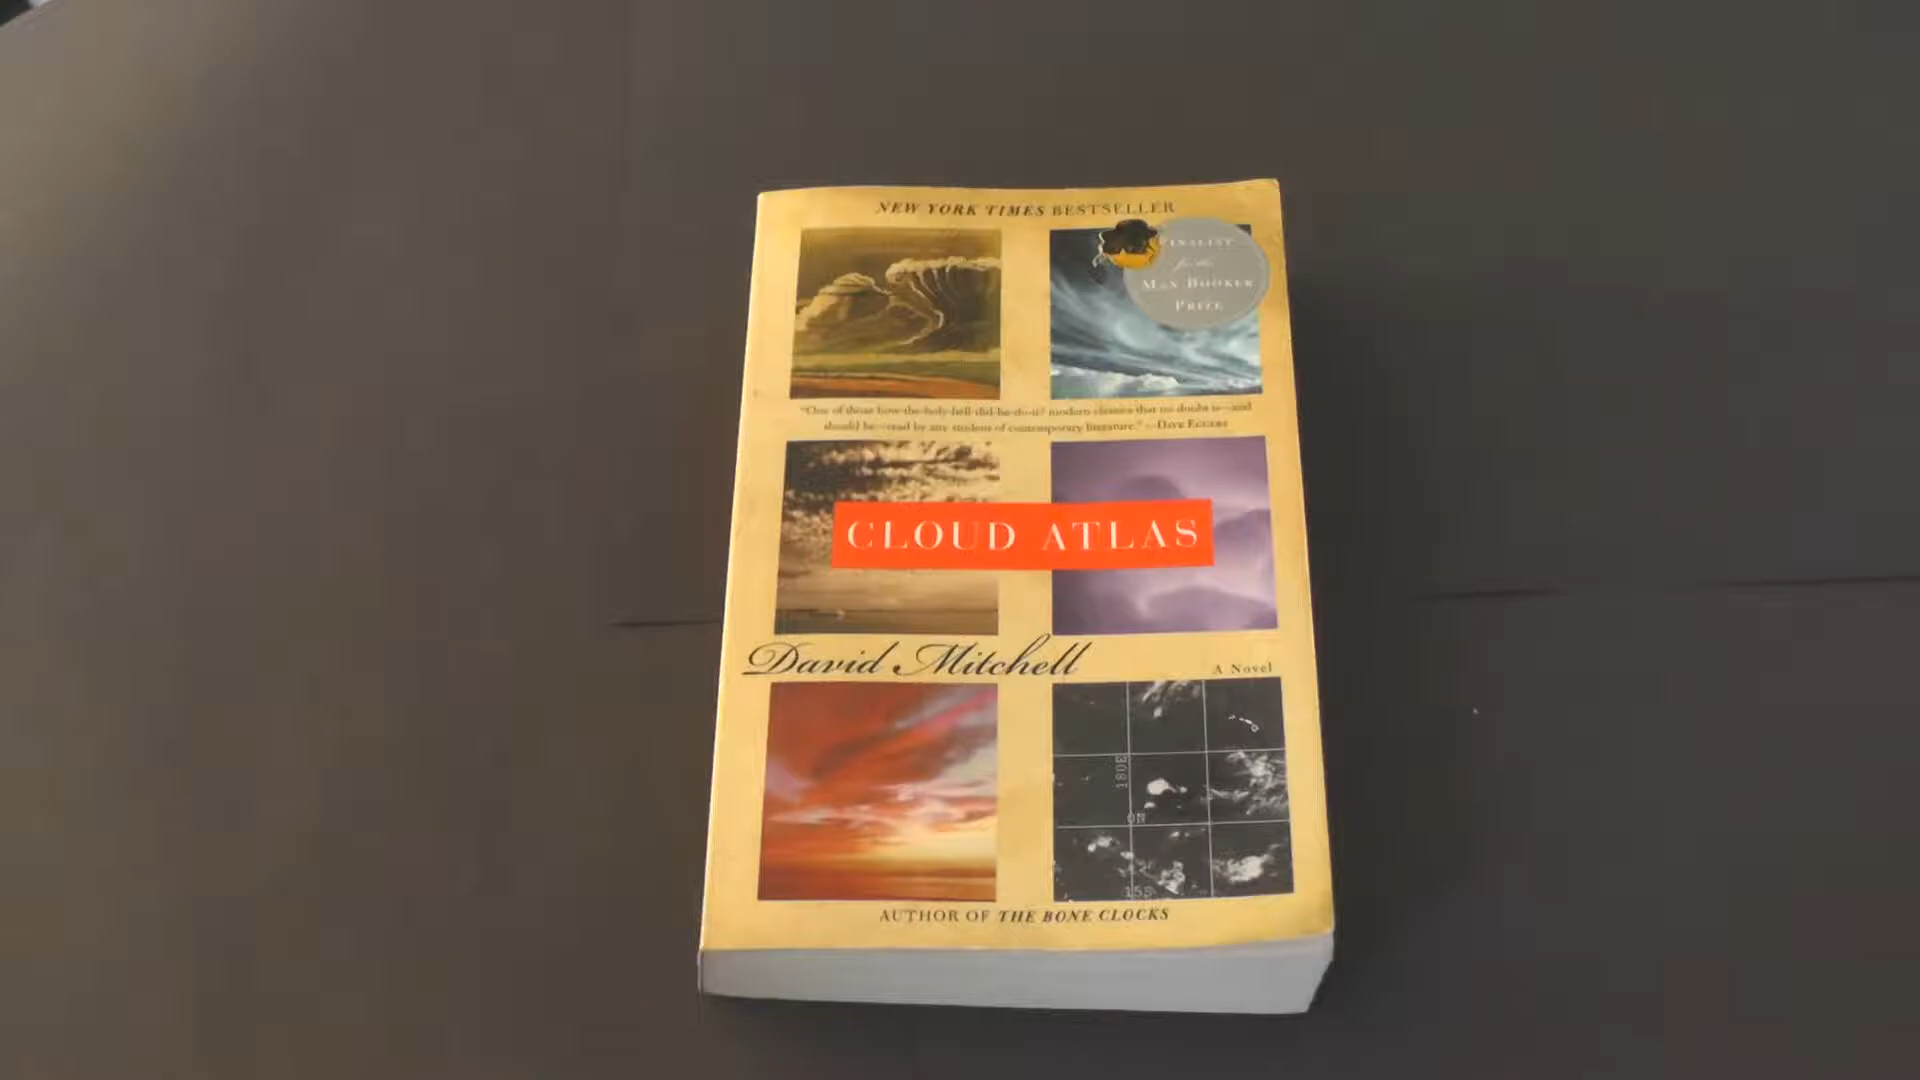 NEW YORK TIMES BESTSELLER
FINALIST
for the
MAN BOOKER
PRIZE
"One of those how-the-holy-hell-did-he-do-it? modern classics that no doubt is—and
should be—read by any student of contemporary literature." —DAVE EGGERS
CLOUD ATLAS
David Mitchell
A Novel
180E
0N
15S
AUTHOR OF THE BONE CLOCKS